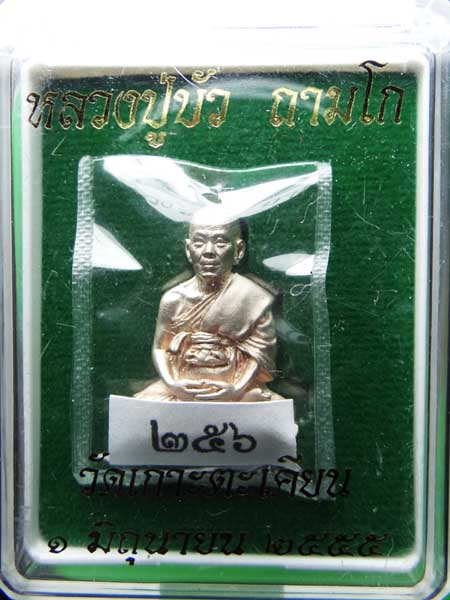 หลวงปู่บัว ถามโก
๒๕๖
วัดเกาะตะเคียน
๑ มิถุนายน ๒๕๕๕